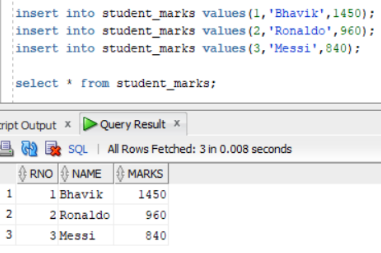 insert into student_marks values(1,'Bhavik',1450);
insert into student_marks values(2,'Ronaldo',960);
insert into student_marks values(3,'Messi',840);
select * from student_marks;
Output x Query Result x
SQL | All Rows Fetched: 3 in 0.008 seconds
RNO NAME MARKS
1 1 Bhavik 1450
2 2 Ronaldo 960
3 3 Messi 840